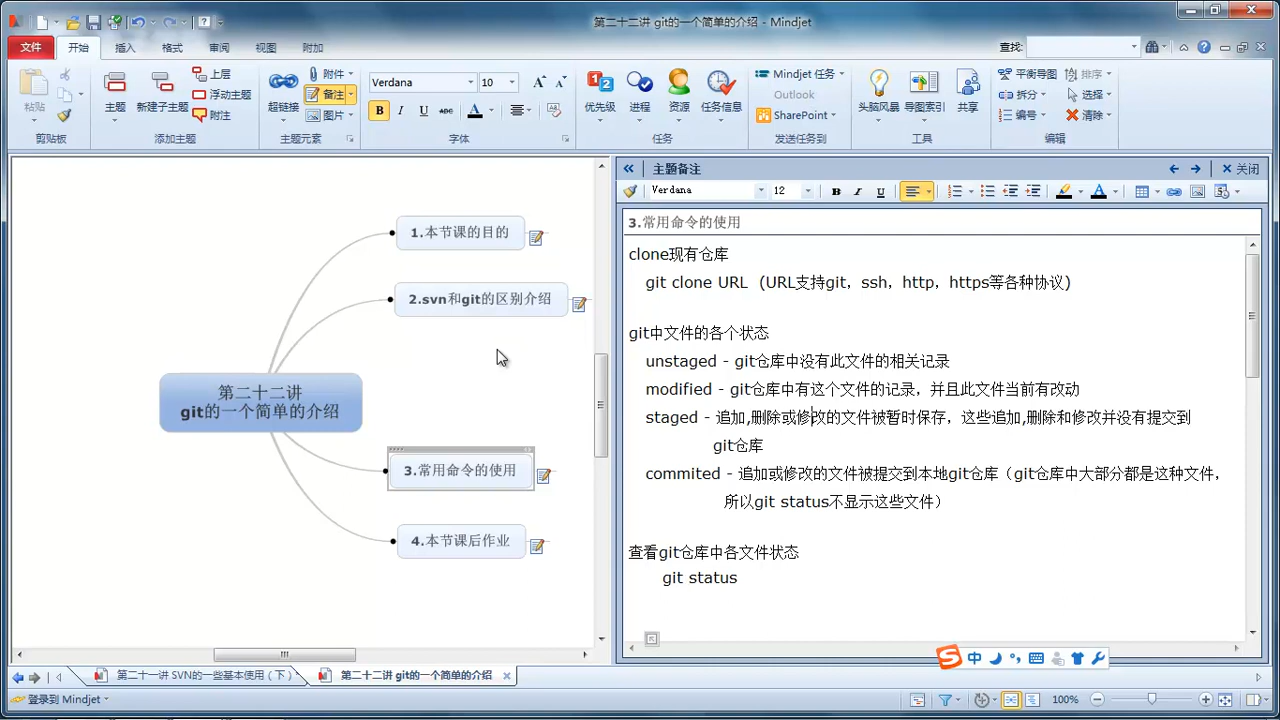 第二十二讲 git的一个简单的介绍 - Mindjet
文件 开始 插入 格式 审阅 视图 附加 查找:
粘贴
剪贴板
主题 新建子主题 上层 浮动主题 附注
添加主题
超链接 附件 备注 图片
主题元素
Verdana 10
B I U abc A
字体
优先级 进程 资源 任务信息
任务
Mindjet 任务
Outlook
SharePoint
发送任务到
头脑风暴 导图索引 共享
工具
平衡导图 排序
拆分 选择
编号 清除
编辑
1.本节课的目的
2.svn和git的区别介绍
第二十二讲
git的一个简单的介绍
3.常用命令的使用
4.本节课后作业
主题备注 关闭
Verdana 12 B I U A
3.常用命令的使用
clone现有仓库
git clone URL（URL支持git，ssh，http，https等各种协议)
git中文件的各个状态
unstaged - git仓库中没有此文件的相关记录
modified - git仓库中有这个文件的记录，并且此文件当前有改动
staged - 追加,删除或修改的文件被暂时保存，这些追加,删除和修改并没有提交到
git仓库
commited - 追加或修改的文件被提交到本地git仓库（git仓库中大部分都是这种文件，
所以git status不显示这些文件）
查看git仓库中各文件状态
git status
中
第二十一讲 SVN的一些基本使用（下） 第二十二讲 git的一个简单的介绍
登录到 Mindjet 100%